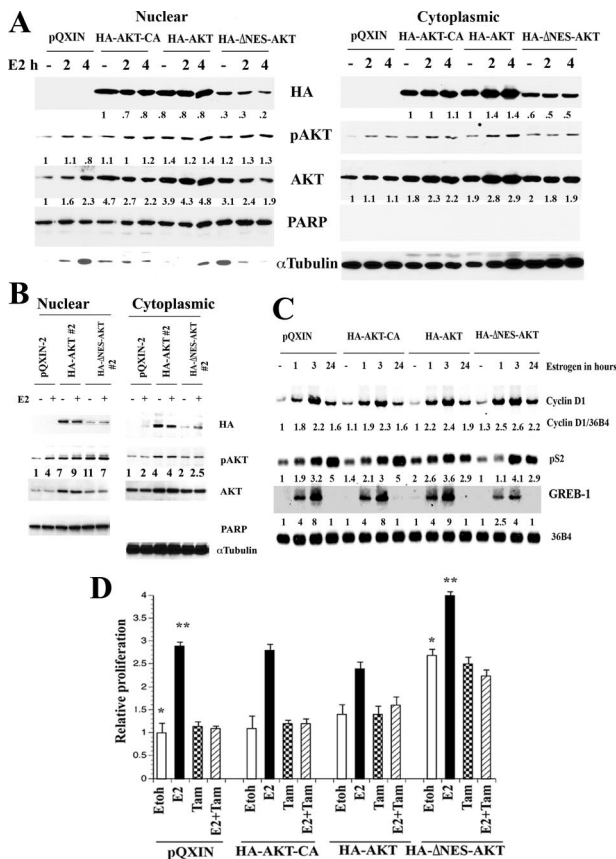 A
Nuclear
pQXIN HA-AKT-CA HA-AKT HA-ΔNES-AKT
E2 h - 2 4 - 2 4 - 2 4 - 2 4
Cytoplasmic
pQXIN HA-AKT-CA HA-AKT HA-ΔNES-AKT
- 2 4 - 2 4 - 2 4 - 2 4
HA
1 .7 .8 .8 .8 .8 .3 .3 .2
1 1 1.1 1 1.4 1.4 .6 .5 .5
pAKT
1 1.1 .8 1.1 1 1.2 1.4 1.2 1.4 1.2 1.3 1.3
AKT
1 1.6 2.3 4.7 2.7 2.2 3.9 4.3 4.8 3.1 2.4 1.9
1 1.1 1.1 1.8 2.3 2.2 1.9 2.8 2.9 2 1.8 1.9
PARP
αTubulin
B
Nuclear
pQXIN-2 HA-AKT #2 HA-ΔNES-AKT #2
Cytoplasmic
pQXIN-2 HA-AKT #2 HA-ΔNES-AKT #2
E2 - + - + - + - + - + - +
HA
pAKT
1 4 7 9 11 7 1 2 4 4 2 2.5
AKT
PARP
αTubulin
C
pQXIN HA-AKT-CA HA-AKT HA-ΔNES-AKT
- 1 3 24 - 1 3 24 - 1 3 24 - 1 3 24 Estrogen in hours
Cyclin D1
1 1.8 2.2 1.6 1.1 1.9 2.3 1.6 1 2.2 2.4 1.9 1.3 2.5 2.6 2.2 Cyclin D1/36B4
pS2
1 1.9 3.2 5 1.4 2.1 3 5 2 2.6 3.6 2.9 1 1.1 4.1 2.9
GREB-1
1 4 8 1 1 4 8 1 1 4 9 1 1 2.5 4 1
36B4
D
Relative proliferation
4
3.5
3
2.5
2
1.5
1
0.5
0
* ** * **
Etoh E2 Tam E2+Tam Etoh E2 Tam E2+Tam Etoh E2 Tam E2+Tam Etoh E2 Tam E2+Tam
pQXIN HA-AKT-CA HA-AKT HA-ΔNES-AKT